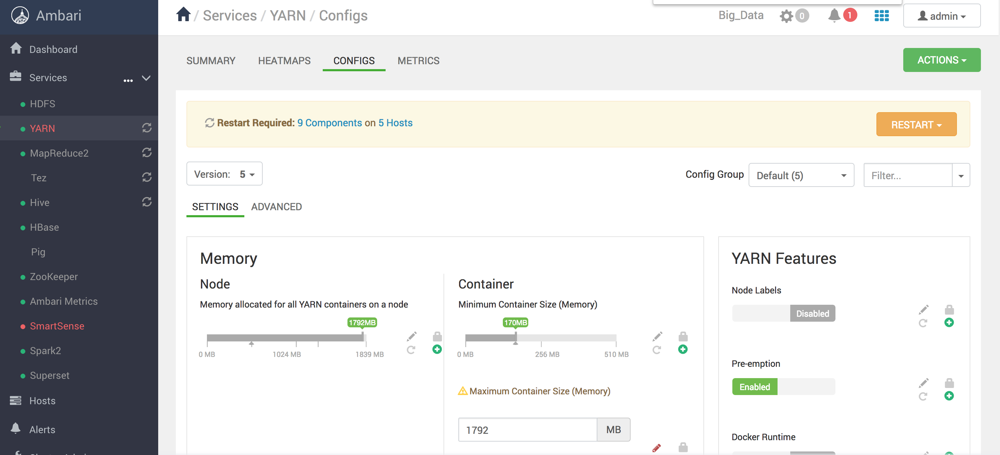 Ambari
/ Services / YARN / Configs
Big_Data 0 1 admin
Dashboard
Services
HDFS
YARN
MapReduce2
Tez
Hive
HBase
Pig
ZooKeeper
Ambari Metrics
SmartSense
Spark2
Superset
Hosts
Alerts
SUMMARY HEATMAPS CONFIGS METRICS
ACTIONS
Restart Required: 9 Components on 5 Hosts
RESTART
Version: 5
Config Group Default (5) Filter...
SETTINGS ADVANCED
Memory
Node
Memory allocated for all YARN containers on a node
1792MB
0 MB 1024 MB 1839 MB
Container
Minimum Container Size (Memory)
170MB
0 MB 256 MB 510 MB
Maximum Container Size (Memory)
1792 MB
YARN Features
Node Labels
Disabled
Pre-emption
Enabled
Docker Runtime